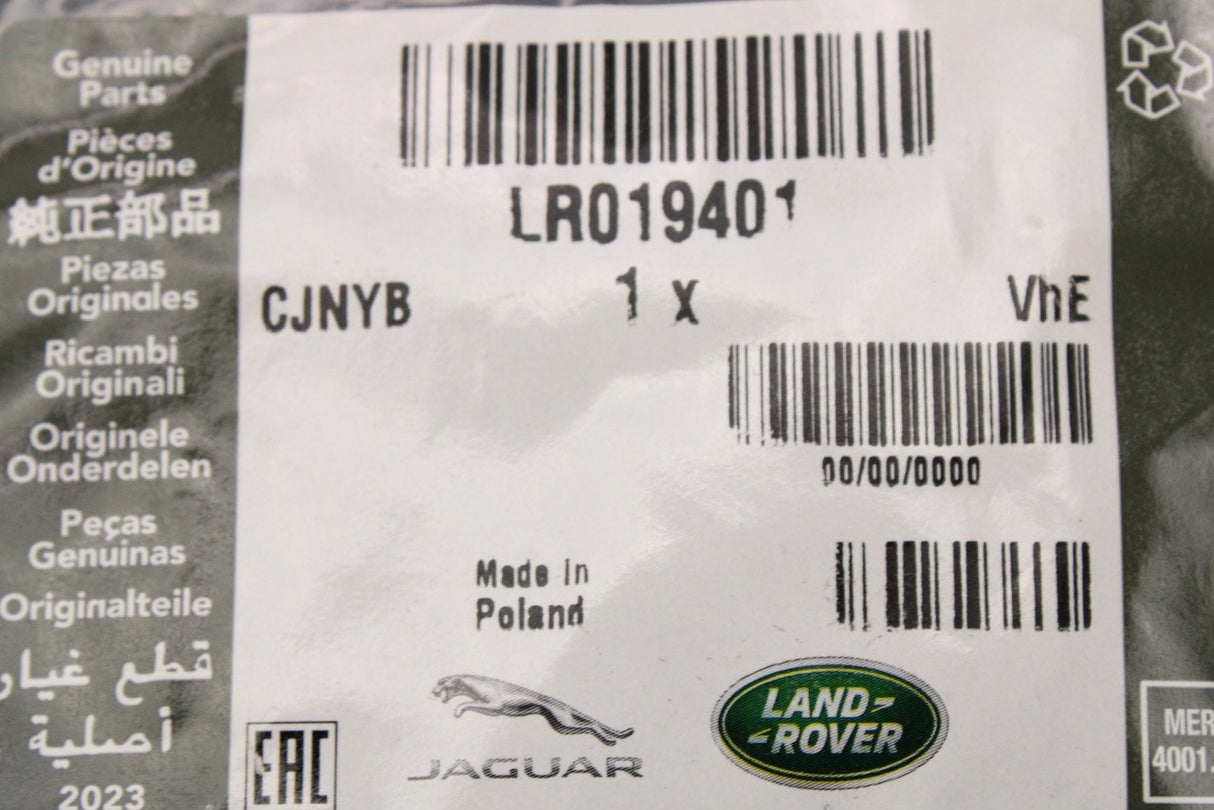 Genuine
Parts
Pièces
d'Origine
純正部品
Piezas
Originales
Ricambi
Originali
Originele
Onderdelen
Peças
Genuinas
Originalteile
قطع غيار
أصلية
2023
LR019401
CJNYB 1 x VhE
00/00/0000
Made in
Poland
EAC
JAGUAR
LAND-
-ROVER
MER
4001.